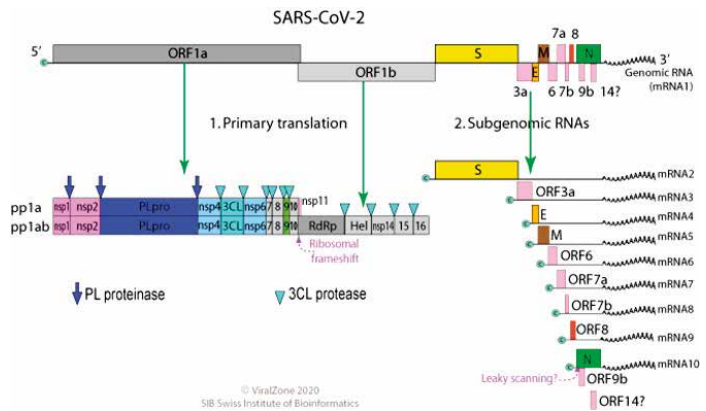 SARS-CoV-2
7a 8
5′ ORF1a S M N 3′
ORF1b E Genomic RNA
(mRNA1)
3a 6 7b 9b 14?
1. Primary translation 2. Subgenomic RNAs
S mRNA2
ORF3a mRNA3
nsp11
pp1a nsp1 nsp2 PLpro nsp4 3CL nsp6 7 8 9 10
pp1ab nsp1 nsp2 PLpro nsp4 3CL nsp6 7 8 9 10 RdRp Hel nsp14 15 16
E mRNA4
M mRNA5
Ribosomal
frameshift
ORF6 mRNA6
ORF7a mRNA7
PL proteinase 3CL protease
ORF7b mRNA8
ORF8 mRNA9
N mRNA10
Leaky scanning? ORF9b
ORF14?
© ViralZone 2020
SIB Swiss Institute of Bioinformatics